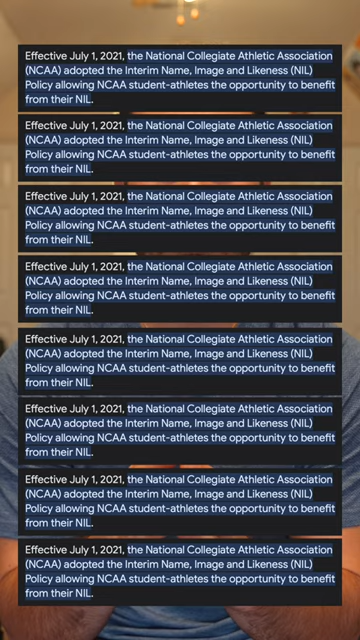 Effective July 1, 2021, the National Collegiate Athletic Association
(NCAA) adopted the Interim Name, Image and Likeness (NIL)
Policy allowing NCAA student-athletes the opportunity to benefit
from their NIL.
Effective July 1, 2021, the National Collegiate Athletic Association
(NCAA) adopted the Interim Name, Image and Likeness (NIL)
Policy allowing NCAA student-athletes the opportunity to benefit
from their NIL.
Effective July 1, 2021, the National Collegiate Athletic Association
(NCAA) adopted the Interim Name, Image and Likeness (NIL)
Policy allowing NCAA student-athletes the opportunity to benefit
from their NIL.
Effective July 1, 2021, the National Collegiate Athletic Association
(NCAA) adopted the Interim Name, Image and Likeness (NIL)
Policy allowing NCAA student-athletes the opportunity to benefit
from their NIL.
Effective July 1, 2021, the National Collegiate Athletic Association
(NCAA) adopted the Interim Name, Image and Likeness (NIL)
Policy allowing NCAA student-athletes the opportunity to benefit
from their NIL.
Effective July 1, 2021, the National Collegiate Athletic Association
(NCAA) adopted the Interim Name, Image and Likeness (NIL)
Policy allowing NCAA student-athletes the opportunity to benefit
from their NIL.
Effective July 1, 2021, the National Collegiate Athletic Association
(NCAA) adopted the Interim Name, Image and Likeness (NIL)
Policy allowing NCAA student-athletes the opportunity to benefit
from their NIL.
Effective July 1, 2021, the National Collegiate Athletic Association
(NCAA) adopted the Interim Name, Image and Likeness (NIL)
Policy allowing NCAA student-athletes the opportunity to benefit
from their NIL.